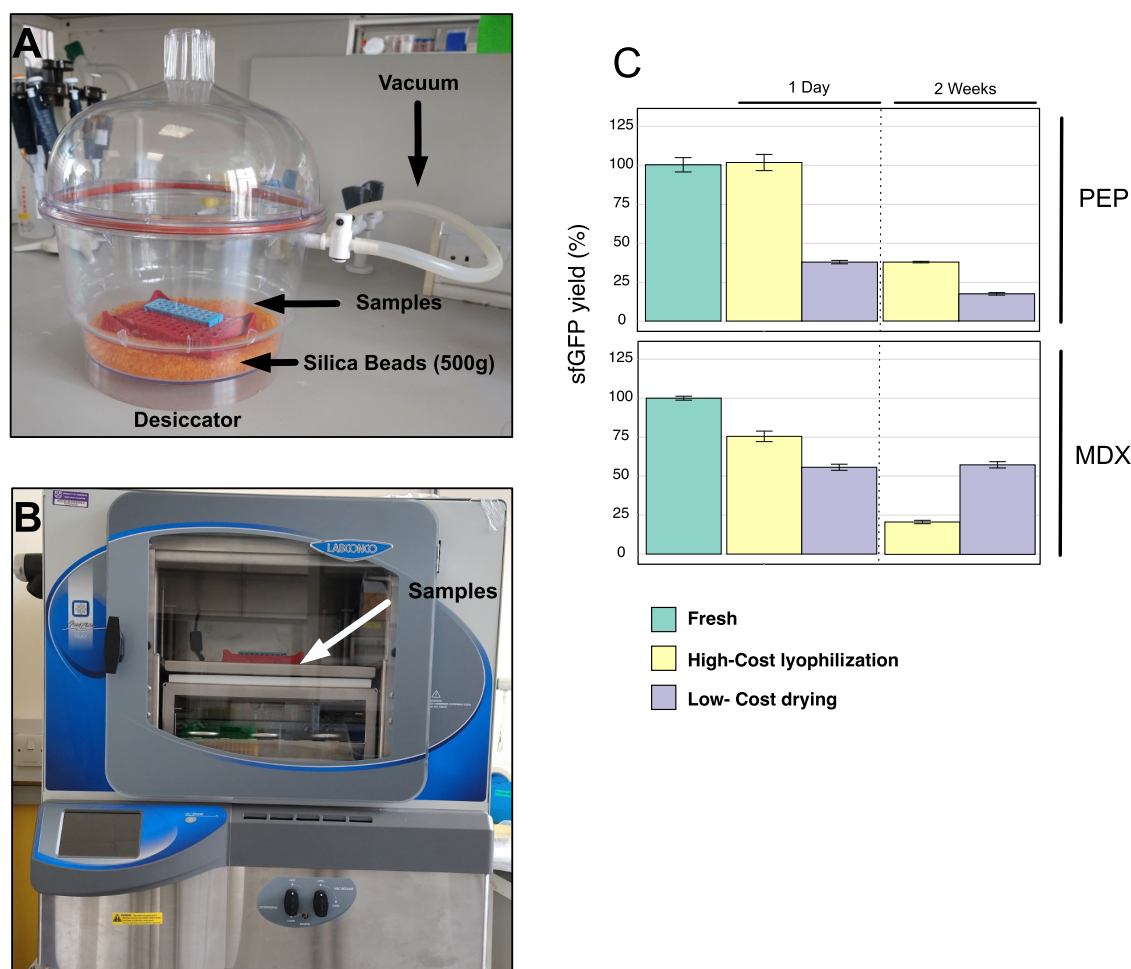 A
Vacuum
Samples
Silica Beads (500g)
Desiccator
B
LABCONCO
Samples
C
1 Day
2 Weeks
sfGFP yield (%)
125
100
75
50
25
0
PEP
125
100
75
50
25
0
MDX
Fresh
High-Cost lyophilization
Low- Cost drying